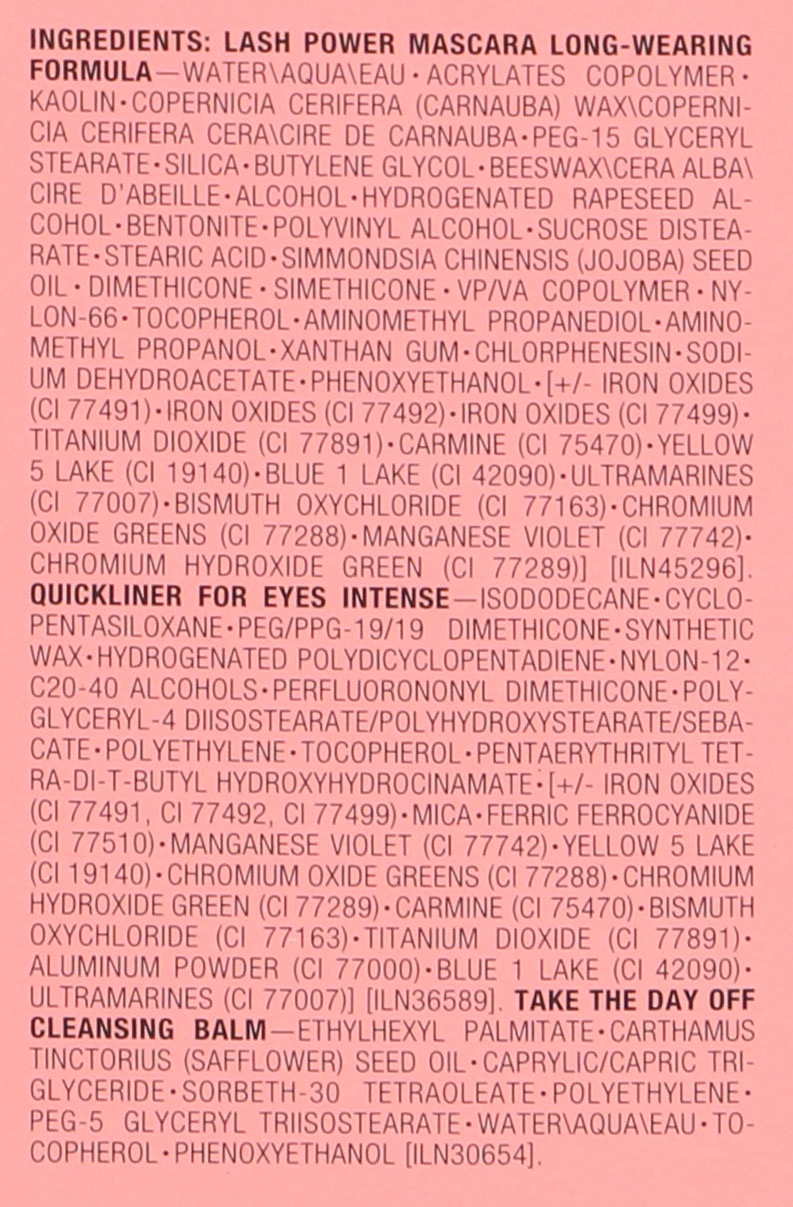 INGREDIENTS: LASH POWER MASCARA LONG-WEARING
FORMULA—WATER\AQUA\EAU • ACRYLATES COPOLYMER •
KAOLIN • COPERNICIA CERIFERA (CARNAUBA) WAX\COPERNI-
CIA CERIFERA CERA\CIRE DE CARNAUBA • PEG-15 GLYCERYL
STEARATE • SILICA • BUTYLENE GLYCOL • BEESWAX\CERA ALBA\
CIRE D'ABEILLE • ALCOHOL • HYDROGENATED RAPESEED AL-
COHOL • BENTONITE • POLYVINYL ALCOHOL • SUCROSE DISTEA-
RATE • STEARIC ACID • SIMMONDSIA CHINENSIS (JOJOBA) SEED
OIL • DIMETHICONE • SIMETHICONE • VP/VA COPOLYMER • NY-
LON-66 • TOCOPHEROL • AMINOMETHYL PROPANEDIOL • AMINO-
METHYL PROPANOL • XANTHAN GUM • CHLORPHENESIN • SODI-
UM DEHYDROACETATE • PHENOXYETHANOL • [+/- IRON OXIDES
(CI 77491) • IRON OXIDES (CI 77492) • IRON OXIDES (CI 77499) •
TITANIUM DIOXIDE (CI 77891) • CARMINE (CI 75470) • YELLOW
5 LAKE (CI 19140) • BLUE 1 LAKE (CI 42090) • ULTRAMARINES
(CI 77007) • BISMUTH OXYCHLORIDE (CI 77163) • CHROMIUM
OXIDE GREENS (CI 77288) • MANGANESE VIOLET (CI 77742) •
CHROMIUM HYDROXIDE GREEN (CI 77289)] [ILN45296].
QUICKLINER FOR EYES INTENSE—ISODODECANE • CYCLO-
PENTASILOXANE • PEG/PPG-19/19 DIMETHICONE • SYNTHETIC
WAX • HYDROGENATED POLYDICYCLOPENTADIENE • NYLON-12 •
C20-40 ALCOHOLS • PERFLUORONONYL DIMETHICONE • POLY-
GLYCERYL-4 DIISOSTEARATE/POLYHYDROXYSTEARATE/SEBA-
CATE • POLYETHYLENE • TOCOPHEROL • PENTAERYTHRITYL TET-
RA-DI-T-BUTYL HYDROXYHYDROCINAMATE • [+/- IRON OXIDES
(CI 77491, CI 77492, CI 77499) • MICA • FERRIC FERROCYANIDE
(CI 77510) • MANGANESE VIOLET (CI 77742) • YELLOW 5 LAKE
(CI 19140) • CHROMIUM OXIDE GREENS (CI 77288) • CHROMIUM
HYDROXIDE GREEN (CI 77289) • CARMINE (CI 75470) • BISMUTH
OXYCHLORIDE (CI 77163) • TITANIUM DIOXIDE (CI 77891) •
ALUMINUM POWDER (CI 77000) • BLUE 1 LAKE (CI 42090) •
ULTRAMARINES (CI 77007)] [ILN36589]. TAKE THE DAY OFF
CLEANSING BALM—ETHYLHEXYL PALMITATE • CARTHAMUS
TINCTORIUS (SAFFLOWER) SEED OIL • CAPRYLIC/CAPRIC TRI-
GLYCERIDE • SORBETH-30 TETRAOLEATE • POLYETHYLENE •
PEG-5 GLYCERYL TRIISOSTEARATE • WATER\AQUA\EAU • TO-
COPHEROL • PHENOXYETHANOL [ILN30654].